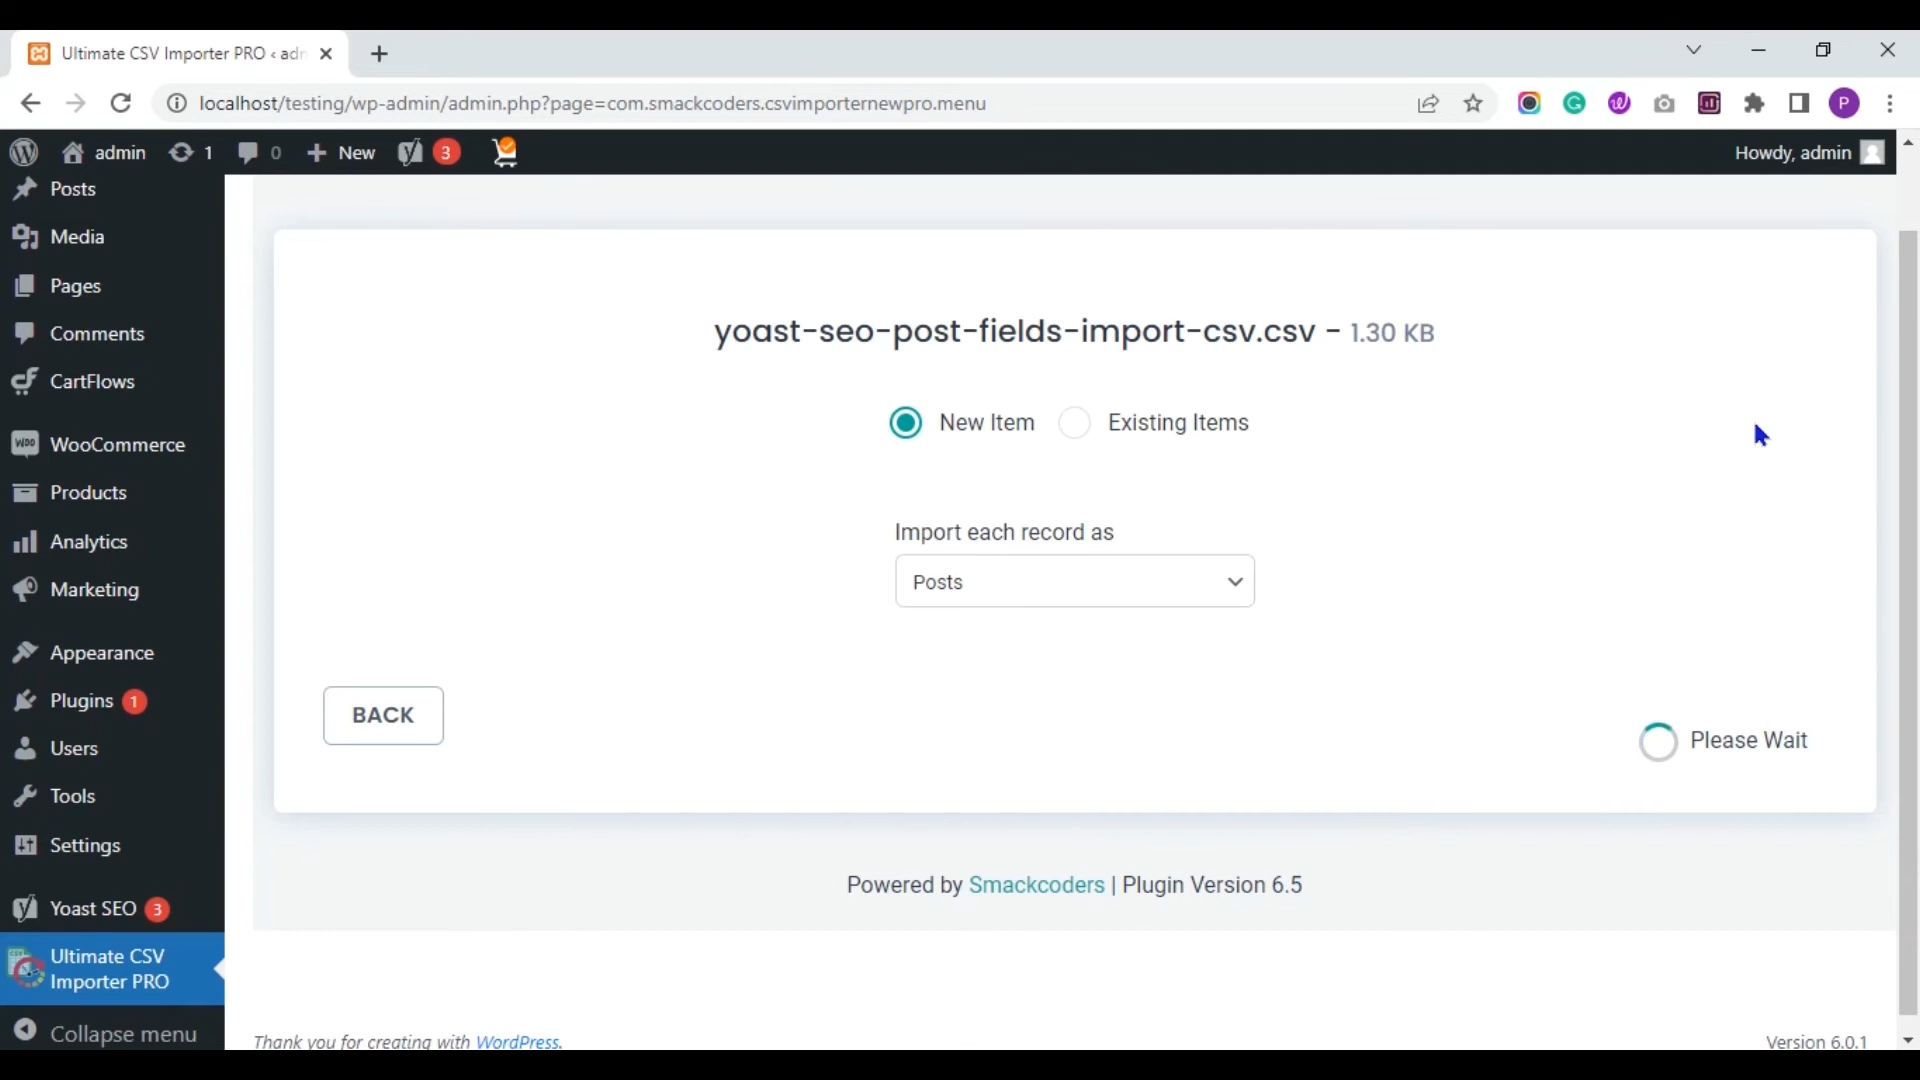 Ultimate CSV Importer PRO ‹ adn
localhost/testing/wp-admin/admin.php?page=com.smackcoders.csvimporternewpro.menu
P
admin 1 0 New 3
Howdy, admin
Posts
Media
Pages
Comments
CartFlows
WOO WooCommerce
Products
Analytics
Marketing
Appearance
Plugins 1
Users
Tools
Settings
Yoast SEO 3
Ultimate CSV
Importer PRO
Collapse menu
yoast-seo-post-fields-import-csv.csv - 1.30 KB
New Item Existing Items
Import each record as
Posts
BACK
Please Wait
Powered by Smackcoders | Plugin Version 6.5
Thank you for creating with WordPress.
Version 6.0.1